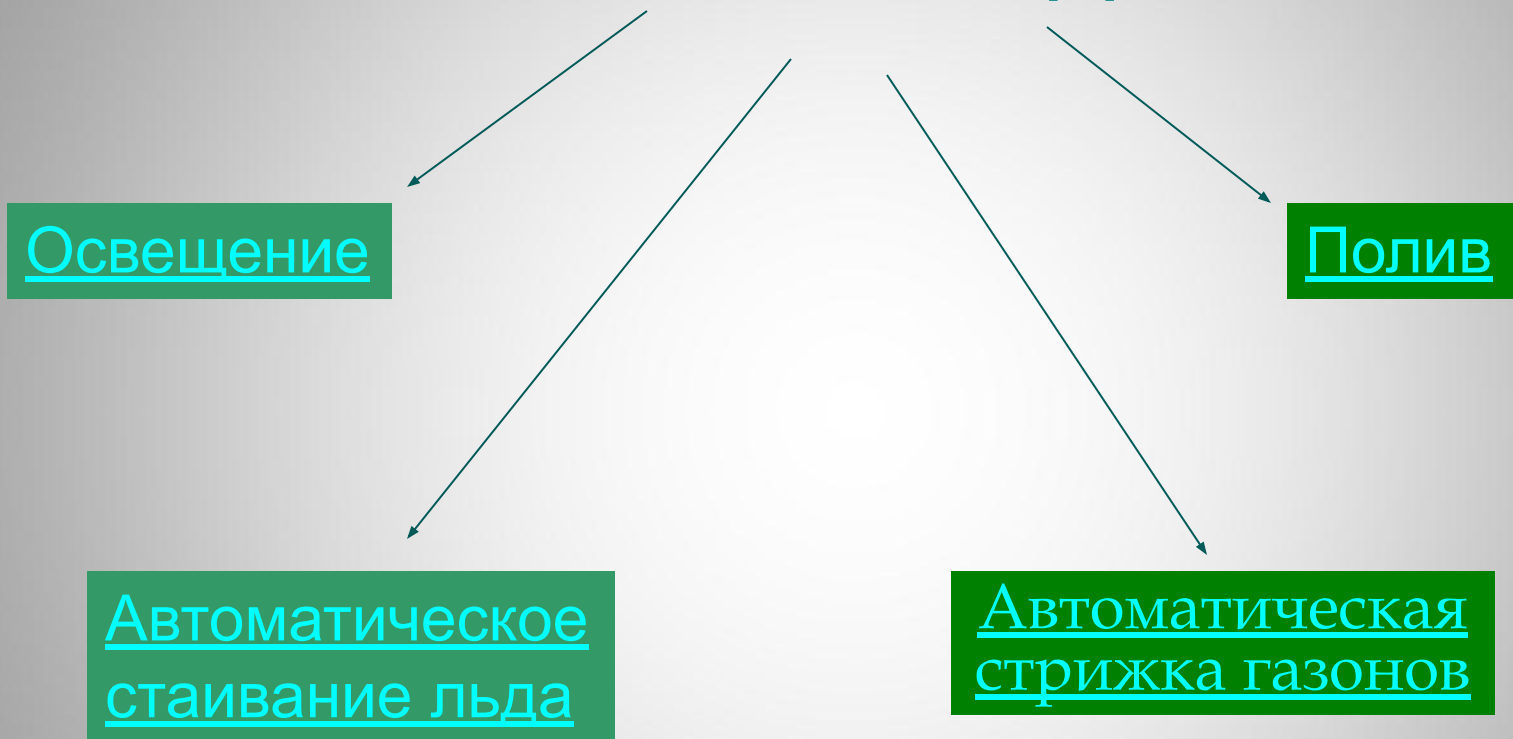 Освещение
Полив
Автоматическое
стаивание льда
Автоматическая
стрижка газонов